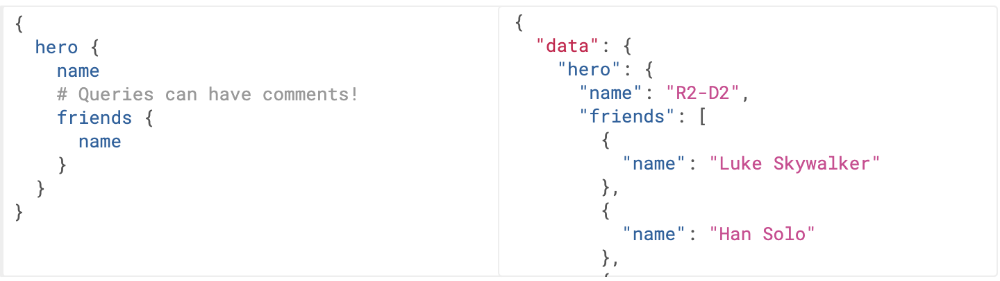 {
  hero {
    name
    # Queries can have comments!
    friends {
      name
    }
  }
}
{
  "data": {
    "hero": {
      "name": "R2-D2",
      "friends": [
        {
          "name": "Luke Skywalker"
        },
        {
          "name": "Han Solo"
        },